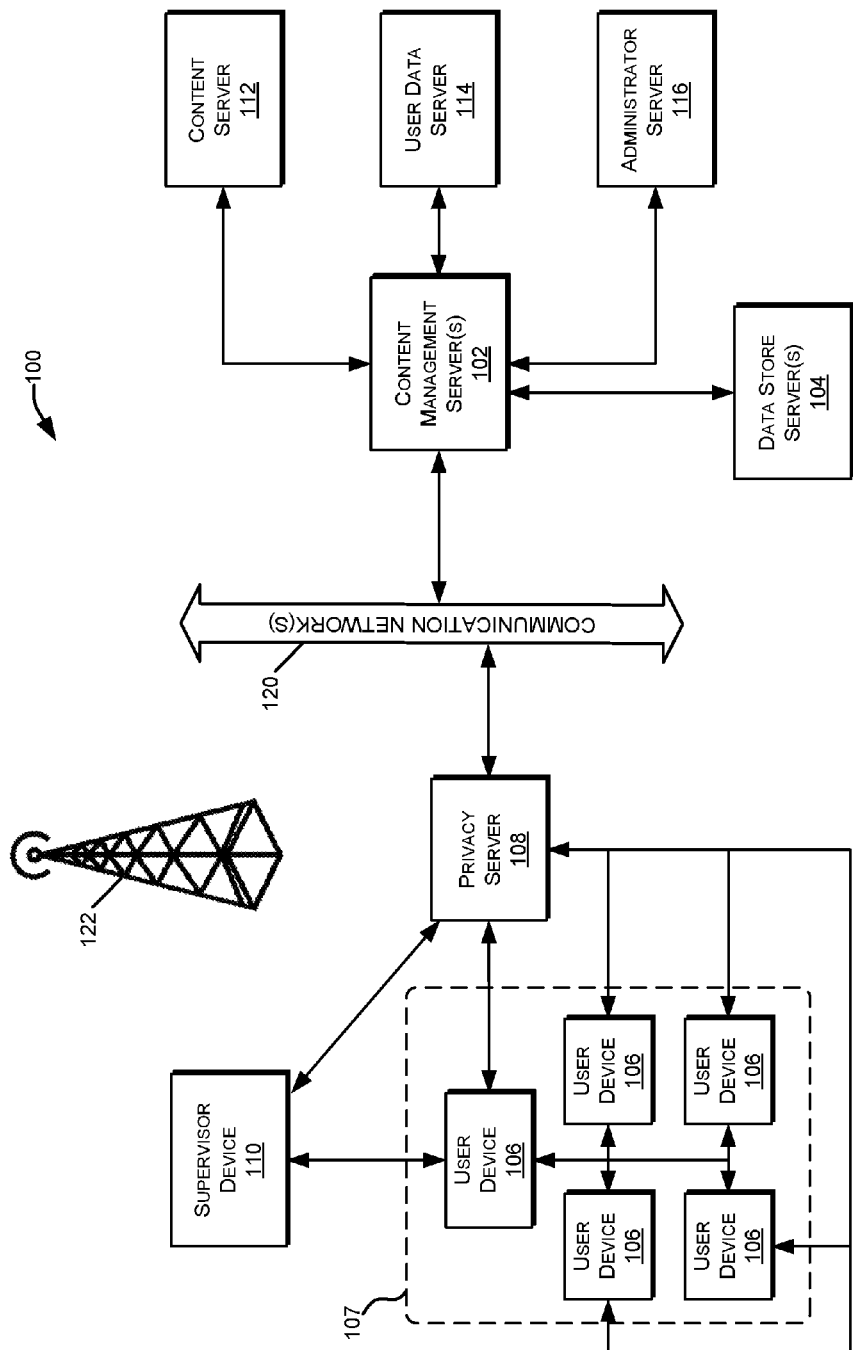 100
CONTENT
SERVER
112
USER DATA
SERVER
114
ADMINISTRATOR
SERVER
116
CONTENT
MANAGEMENT
SERVER(S)
102
DATA STORE
SERVER(S)
104
COMMUNICATION NETWORK(S)
120
122
PRIVACY
SERVER
108
SUPERVISOR
DEVICE
110
107
USER
DEVICE
106
USER
DEVICE
106
USER
DEVICE
106
USER
DEVICE
106
USER
DEVICE
106